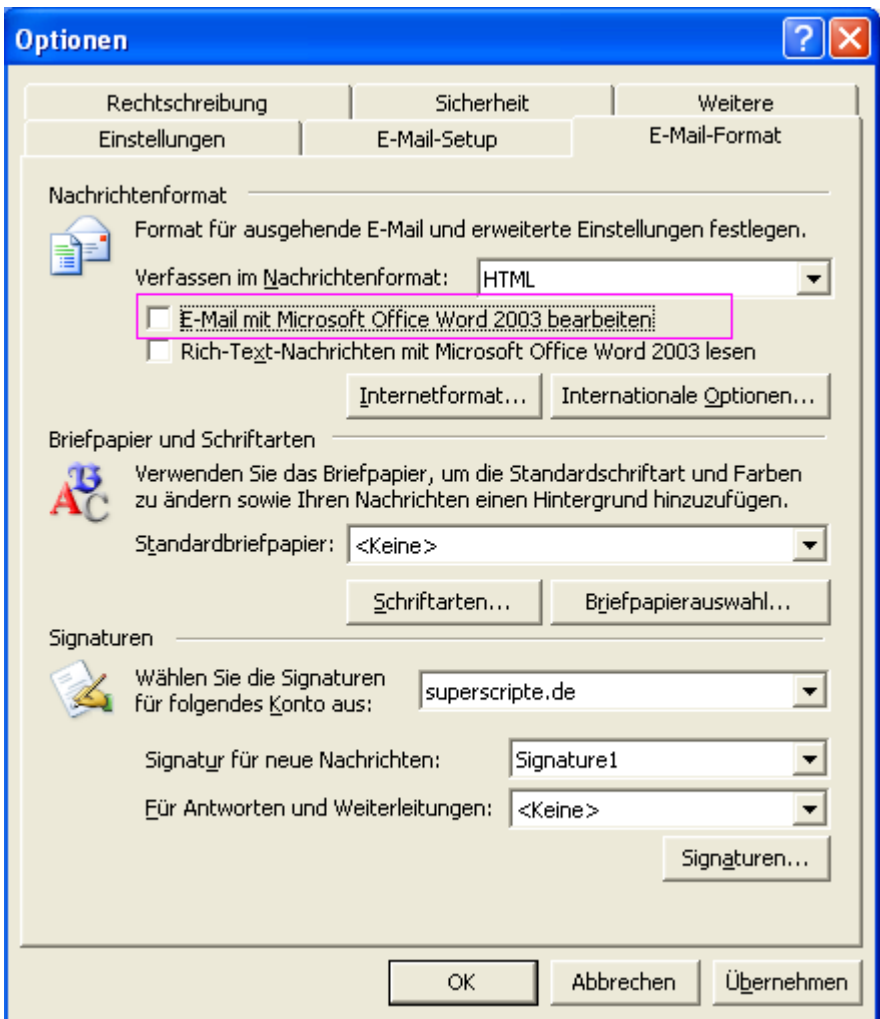 Optionen
Rechtschreibung Sicherheit Weitere
Einstellungen E-Mail-Setup E-Mail-Format
Nachrichtenformat
Format für ausgehende E-Mail und erweiterte Einstellungen festlegen.
Verfassen im Nachrichtenformat: HTML
E-Mail mit Microsoft Office Word 2003 bearbeiten
Rich-Text-Nachrichten mit Microsoft Office Word 2003 lesen
Internetformat... Internationale Optionen...
Briefpapier und Schriftarten
Verwenden Sie das Briefpapier, um die Standardschriftart und Farben
zu ändern sowie Ihren Nachrichten einen Hintergrund hinzuzufügen.
Standardbriefpapier: <Keine>
Schriftarten... Briefpapierauswahl...
Signaturen
Wählen Sie die Signaturen
für folgendes Konto aus: superscripte.de
Signatur für neue Nachrichten: Signature1
Für Antworten und Weiterleitungen: <Keine>
Signaturen...
OK Abbrechen Übernehmen